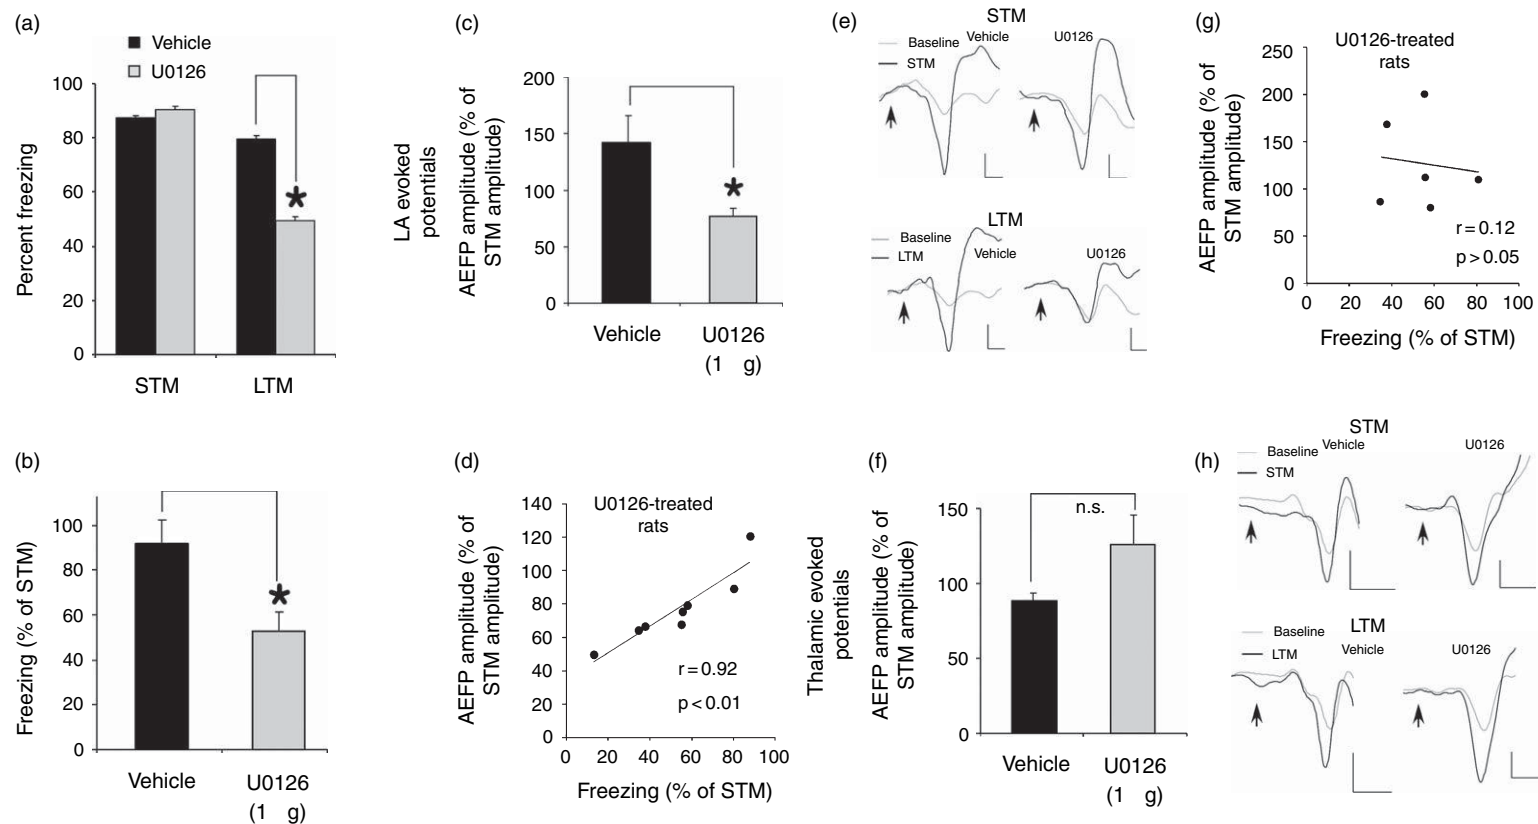 (a)
Vehicle
U0126
100
80
60
40
20
0
Percent freezing
STM
LTM
(b)
100
80
60
40
20
0
Freezing (% of STM)
Vehicle
U0126
(1 g)
(c)
LA evoked
potentials
AEFP amplitude (% of
STM amplitude)
200
150
100
50
0
Vehicle
U0126
(1 g)
(d)
AEFP amplitude (% of
STM amplitude)
140
120
100
80
60
40
20
0
U0126-treated
rats
r = 0.92
p < 0.01
0 20 40 60 80 100
Freezing (% of STM)
(e)
STM
Baseline
STM
Vehicle
U0126
LTM
Baseline
LTM
Vehicle
U0126
(f)
Thalamic evoked
potentials
AEFP amplitude (% of
STM amplitude)
150
100
50
0
n.s.
Vehicle
U0126
(1 g)
(g)
AEFP amplitude (% of
STM amplitude)
250
200
150
100
50
0
U0126-treated
rats
r = 0.12
p > 0.05
0 20 40 60 80 100
Freezing (% of STM)
(h)
STM
Baseline
STM
Vehicle
U0126
LTM
Baseline
LTM
Vehicle
U0126